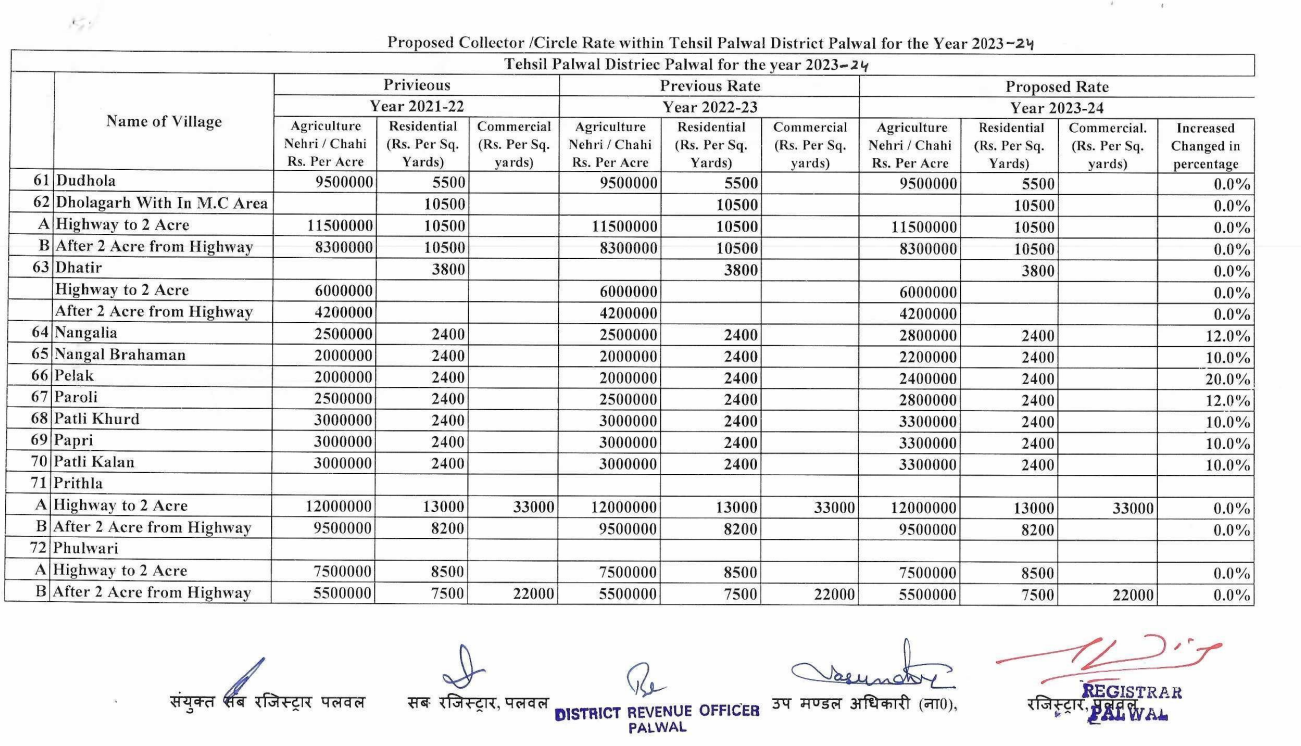 Proposed Collector /Circle Rate within Tehsil Palwal District Palwal for the Year 2023-24
Tehsil Palwal Distriec Palwal for the year 2023-24
Name of Village Privieous Previous Rate Proposed Rate
Year 2021-22 Year 2022-23 Year 2023-24
Agriculture Nehri / Chahi Rs. Per Acre Residential (Rs. Per Sq. Yards) Commercial (Rs. Per Sq. yards) Agriculture Nehri / Chahi Rs. Per Acre Residential (Rs. Per Sq. Yards) Commercial (Rs. Per Sq. yards) Agriculture Nehri / Chahi Rs. Per Acre Residential (Rs. Per Sq. Yards) Commercial. (Rs. Per Sq. yards) Increased Changed in percentage
61 Dudhola 9500000 5500 9500000 5500 9500000 5500 0.0%
62 Dholagarh With In M.C Area 10500 10500 10500 0.0%
A Highway to 2 Acre 11500000 10500 11500000 10500 11500000 10500 0.0%
B After 2 Acre from Highway 8300000 10500 8300000 10500 8300000 10500 0.0%
63 Dhatir 3800 3800 3800 0.0%
Highway to 2 Acre 6000000 6000000 6000000 0.0%
After 2 Acre from Highway 4200000 4200000 4200000 0.0%
64 Nangalia 2500000 2400 2500000 2400 2800000 2400 12.0%
65 Nangal Brahaman 2000000 2400 2000000 2400 2200000 2400 10.0%
66 Pelak 2000000 2400 2000000 2400 2400000 2400 20.0%
67 Paroli 2500000 2400 2500000 2400 2800000 2400 12.0%
68 Patli Khurd 3000000 2400 3000000 2400 3300000 2400 10.0%
69 Papri 3000000 2400 3000000 2400 3300000 2400 10.0%
70 Patli Kalan 3000000 2400 3000000 2400 3300000 2400 10.0%
71 Prithla
A Highway to 2 Acre 12000000 13000 33000 12000000 13000 33000 12000000 13000 33000 0.0%
B After 2 Acre from Highway 9500000 8200 9500000 8200 9500000 8200 0.0%
72 Phulwari
A Highway to 2 Acre 7500000 8500 7500000 8500 7500000 8500 0.0%
B After 2 Acre from Highway 5500000 7500 22000 5500000 7500 22000 5500000 7500 22000 0.0%
संयुक्त सब रजिस्ट्रार पलवल सब रजिस्ट्रार, पलवल DISTRICT REVENUE OFFICER उप मण्डल अधिकारी (ना0), रजिस्ट्रार, पलवल
PALWAL
REGISTRAR
PALWAL